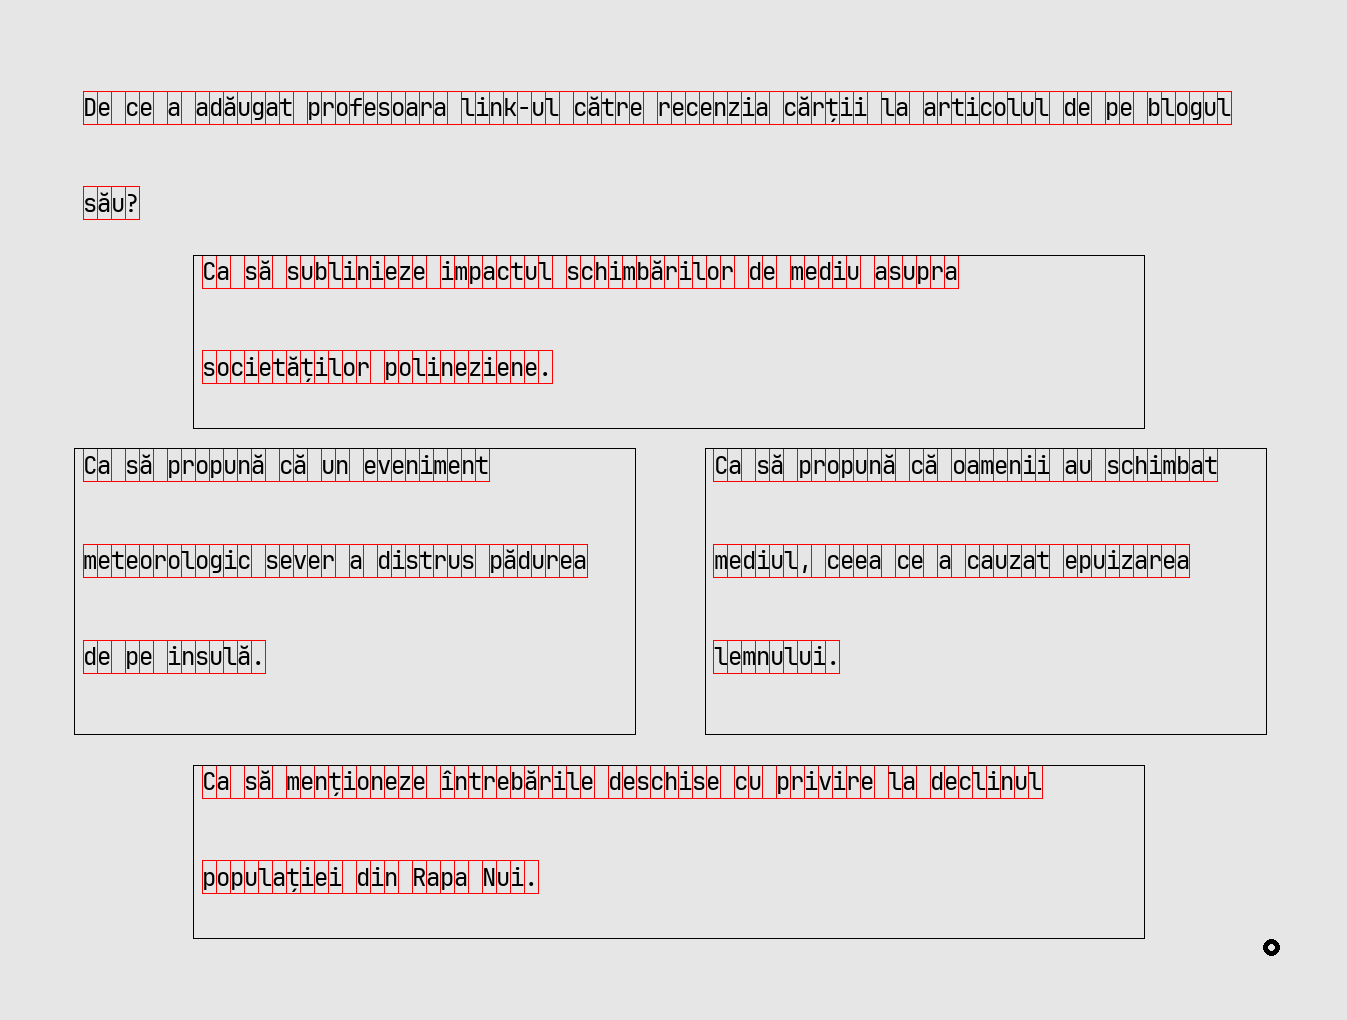 De ce a adăugat profesoara link-ul către recenzia cărții la articolul de pe blogul
său?
Ca să sublinieze impactul schimbărilor de mediu asupra
societăților polineziene.
Ca să propună că un eveniment
meteorologic sever a distrus pădurea
de pe insulă.
Ca să propună că oamenii au schimbat
mediul, ceea ce a cauzat epuizarea
lemnului.
Ca să menționeze întrebările deschise cu privire la declinul
populației din Rapa Nui.